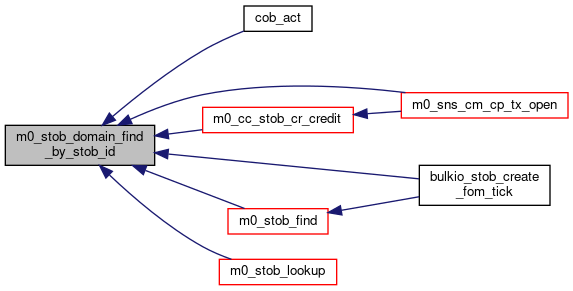 cob_act
m0_sns_cm_cp_tx_open
m0_cc_stob_cr_credit
m0_stob_domain_find
_by_stob_id
bulkio_stob_create
_fom_tick
m0_stob_find
m0_stob_lookup